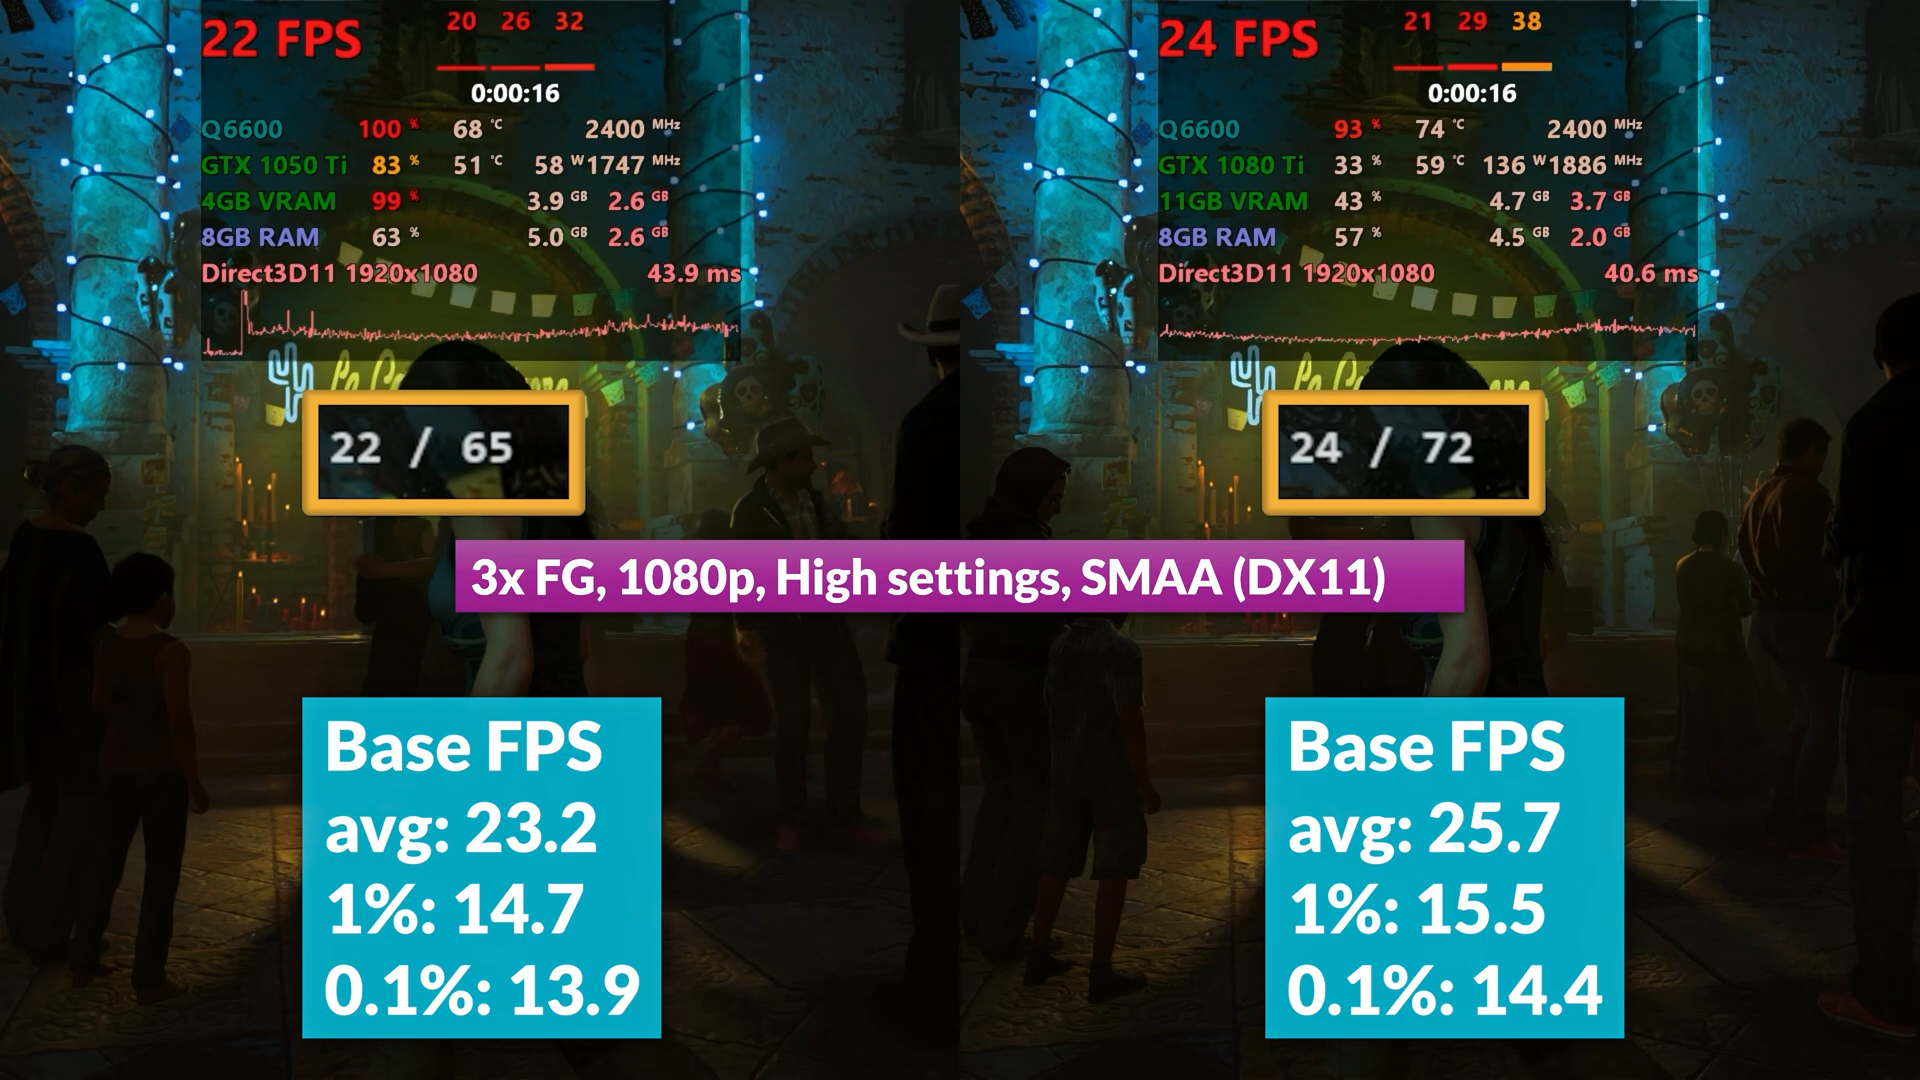 22 FPS 20 26 32
0:00:16
Q6600 100 % 68 °C 2400 MHz
GTX 1050 Ti 83 % 51 °C 58 W 1747 MHz
4GB VRAM 99 % 3.9 GB 2.6 GB
8GB RAM 63 % 5.0 GB 2.6 GB
Direct3D11 1920x1080 43.9 ms
22 / 65
24 FPS 21 29 38
0:00:16
Q6600 93 % 74 °C 2400 MHz
GTX 1080 Ti 33 % 59 °C 136 W 1886 MHz
11GB VRAM 43 % 4.7 GB 3.7 GB
8GB RAM 57 % 4.5 GB 2.0 GB
Direct3D11 1920x1080 40.6 ms
24 / 72
3x FG, 1080p, High settings, SMAA (DX11)
Base FPS
avg: 23.2
1%: 14.7
0.1%: 13.9
Base FPS
avg: 25.7
1%: 15.5
0.1%: 14.4